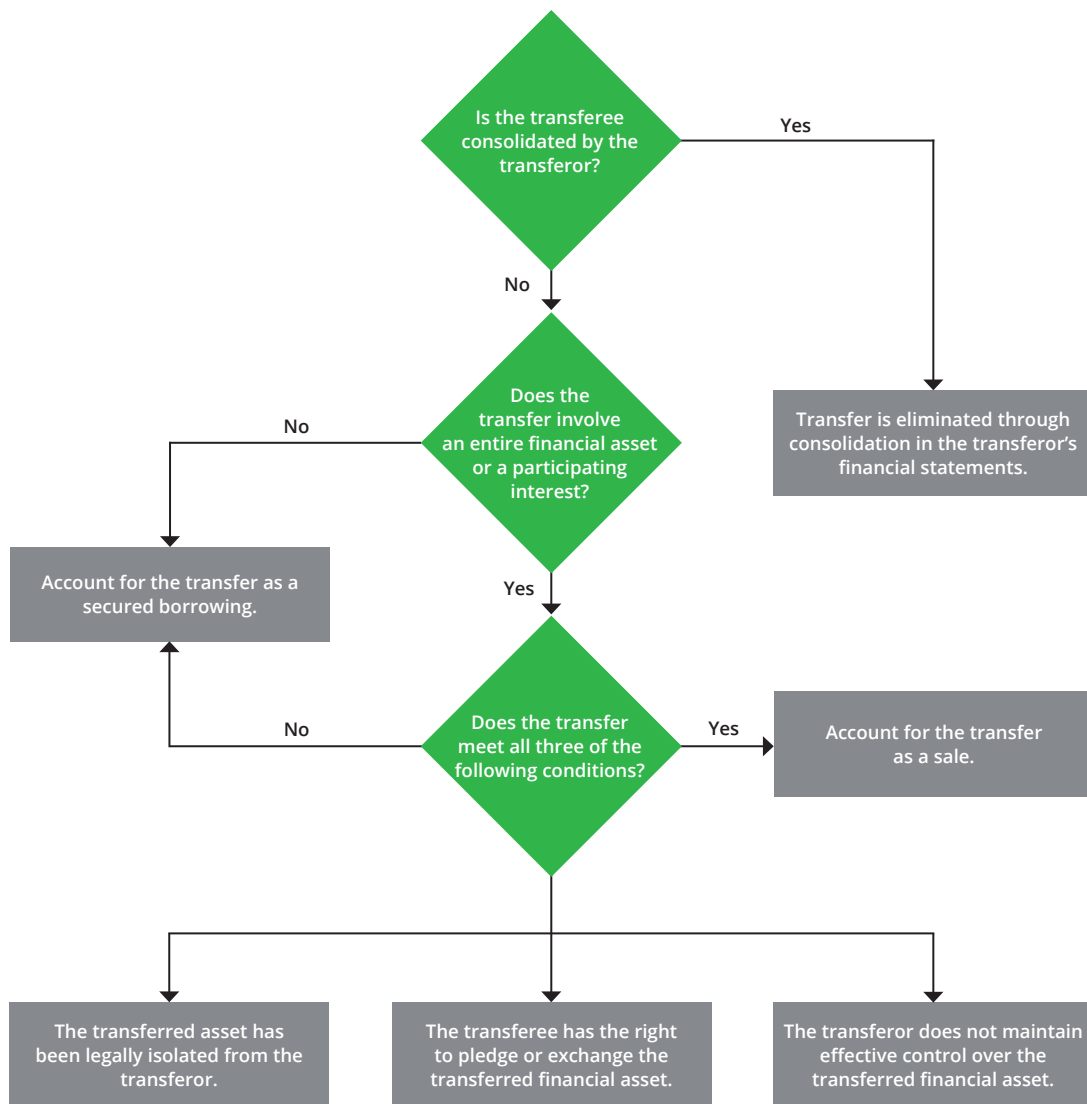 Is the transferee
consolidated by the
transferor?
Yes
No
Does the
transfer involve
an entire financial asset
or a participating
interest?
No
Transfer is eliminated through
consolidation in the transferor’s
financial statements.
Account for the transfer as a
secured borrowing.
Yes
Does the transfer
meet all three of the
following conditions?
No
Yes
Account for the transfer
as a sale.
The transferred asset has
been legally isolated from the
transferor.
The transferee has the right
to pledge or exchange the
transferred financial asset.
The transferor does not maintain
effective control over the
transferred financial asset.